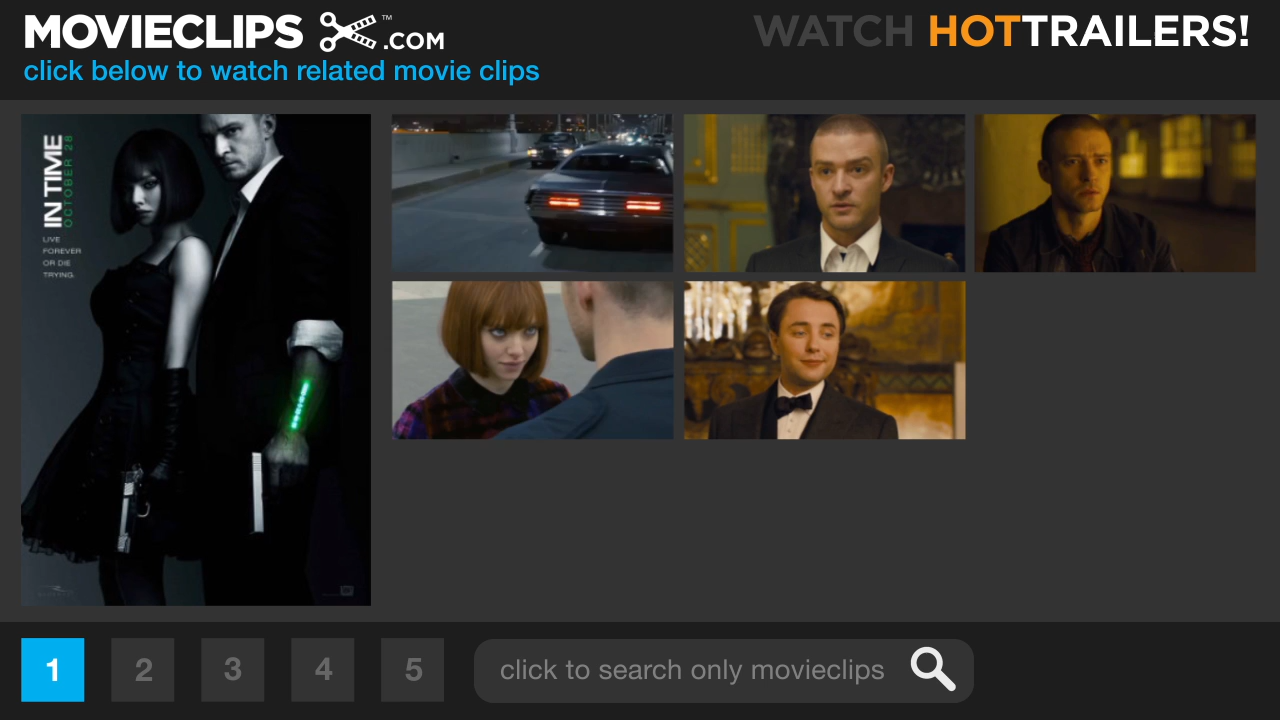 MOVIECLIPS ™ .COM
click below to watch related movie clips
WATCH HOTTRAILERS!
IN TIME
OCTOBER 28
LIVE
FOREVER
OR DIE
TRYING.
1 2 3 4 5
click to search only movieclips